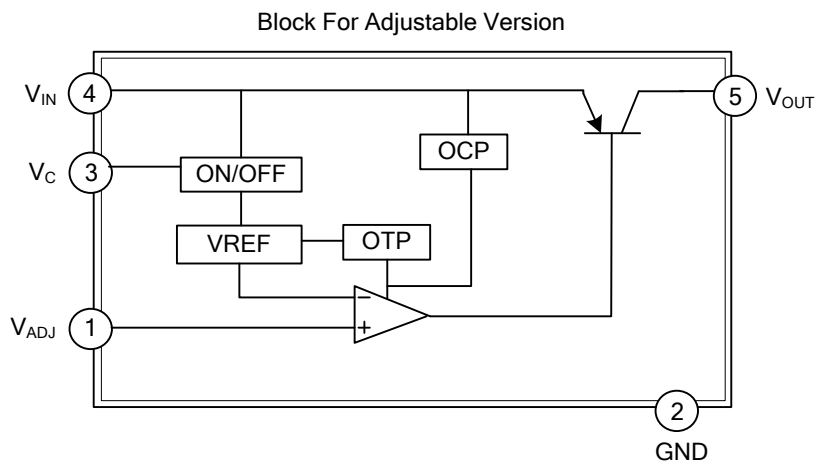 Block For Adjustable Version
V_IN 4
5 V_OUT
OCP
V_C 3
ON/OFF
VREF
OTP
−
V_ADJ 1
+
2
GND